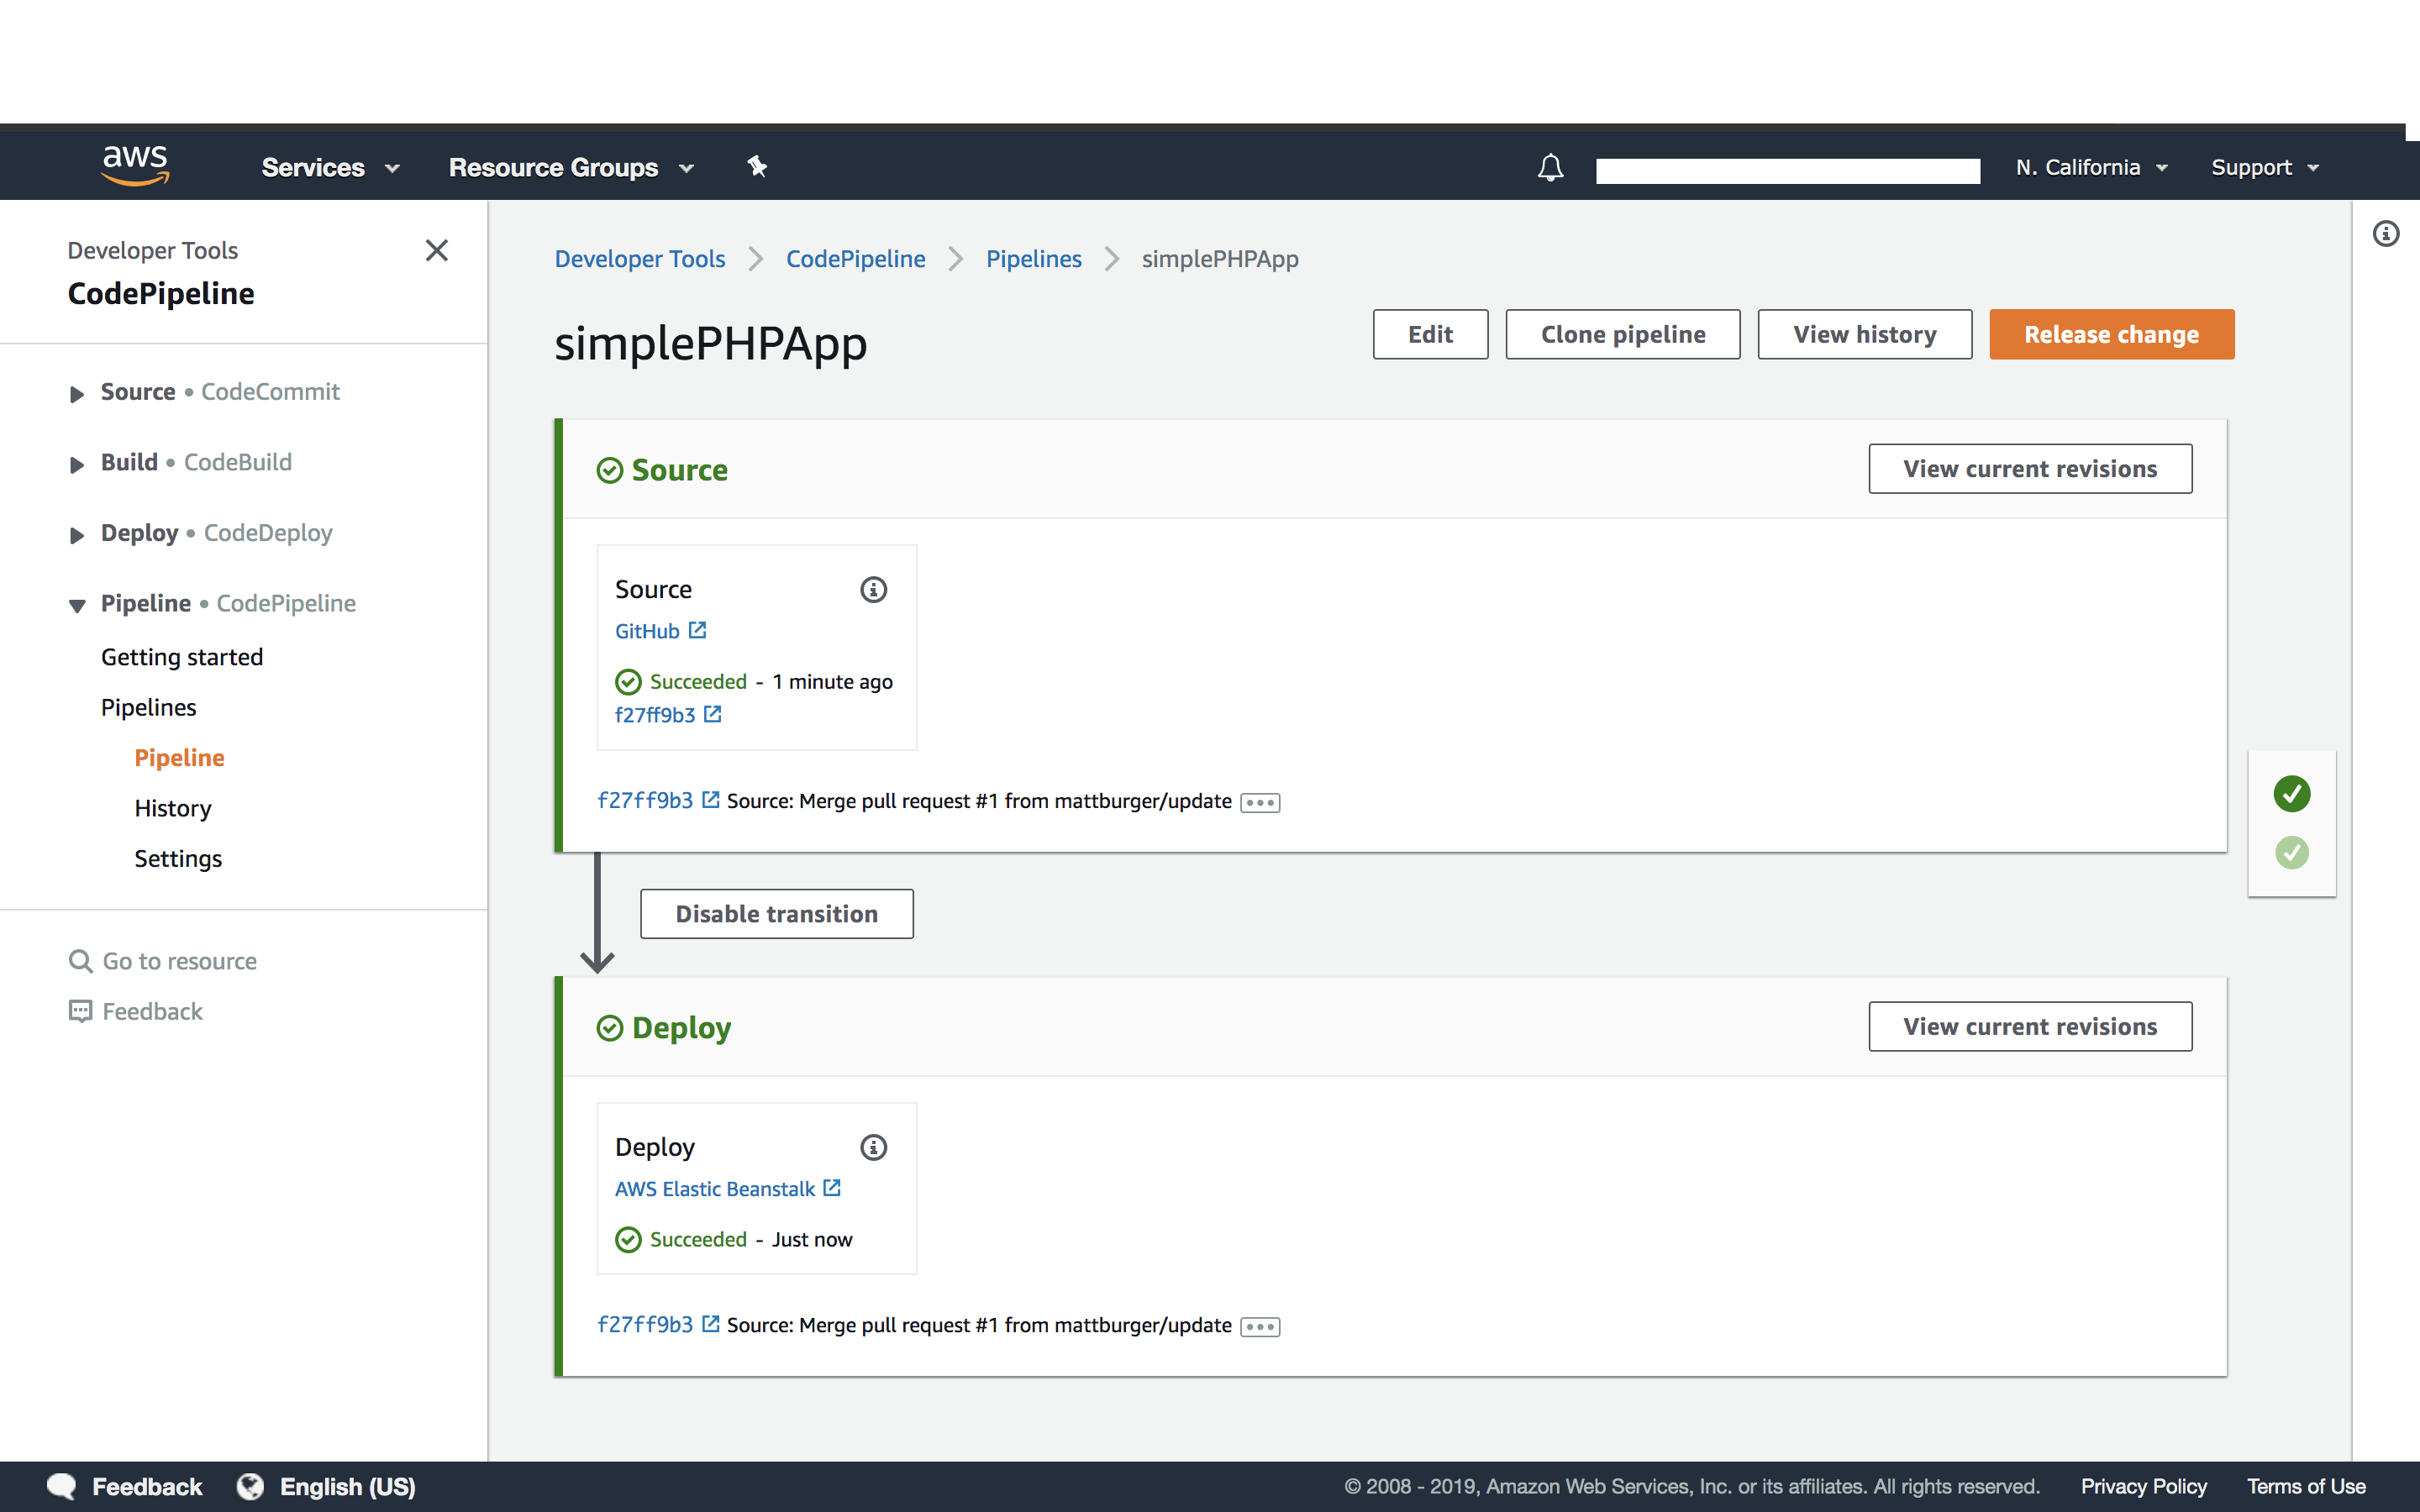 aws Services Resource Groups N. California Support
Developer Tools
CodePipeline
Source • CodeCommit
Build • CodeBuild
Deploy • CodeDeploy
Pipeline • CodePipeline
Getting started
Pipelines
Pipeline
History
Settings
Go to resource
Feedback
Developer Tools CodePipeline Pipelines simplePHPApp
simplePHPApp
Edit Clone pipeline View history Release change
Source View current revisions
Source
GitHub
Succeeded - 1 minute ago
f27ff9b3
f27ff9b3 Source: Merge pull request #1 from mattburger/update
Disable transition
Deploy View current revisions
Deploy
AWS Elastic Beanstalk
Succeeded - Just now
f27ff9b3 Source: Merge pull request #1 from mattburger/update
Feedback English (US) © 2008 - 2019, Amazon Web Services, Inc. or its affiliates. All rights reserved. Privacy Policy Terms of Use